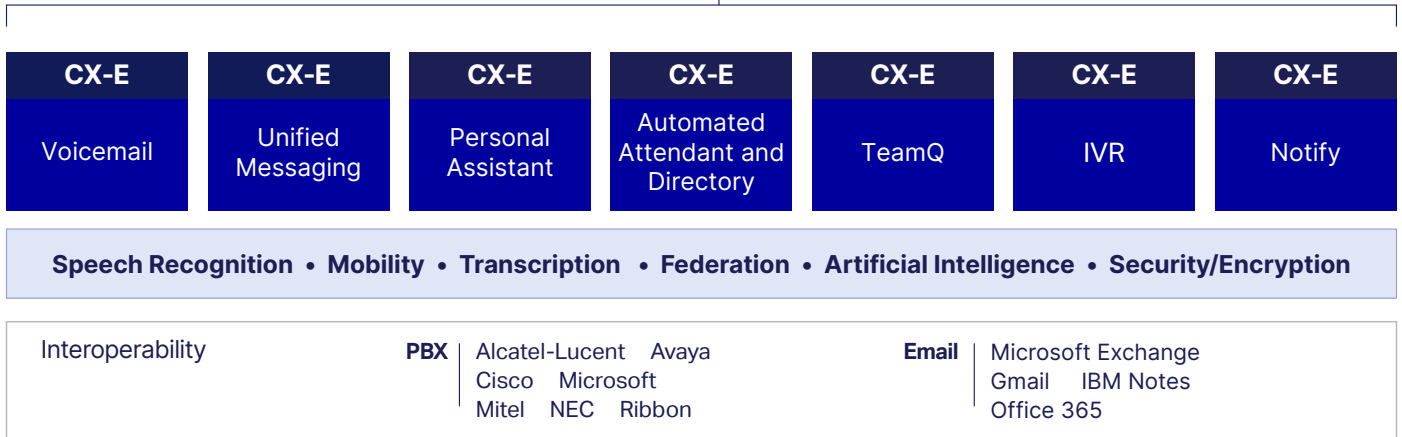 CX-E
Voicemail
CX-E
Unified
Messaging
CX-E
Personal
Assistant
CX-E
Automated
Attendant and
Directory
CX-E
TeamQ
CX-E
IVR
CX-E
Notify
Speech Recognition • Mobility • Transcription • Federation • Artificial Intelligence • Security/Encryption
Interoperability
PBX
Alcatel-Lucent Avaya
Cisco Microsoft
Mitel NEC Ribbon
Email
Microsoft Exchange
Gmail IBM Notes
Office 365